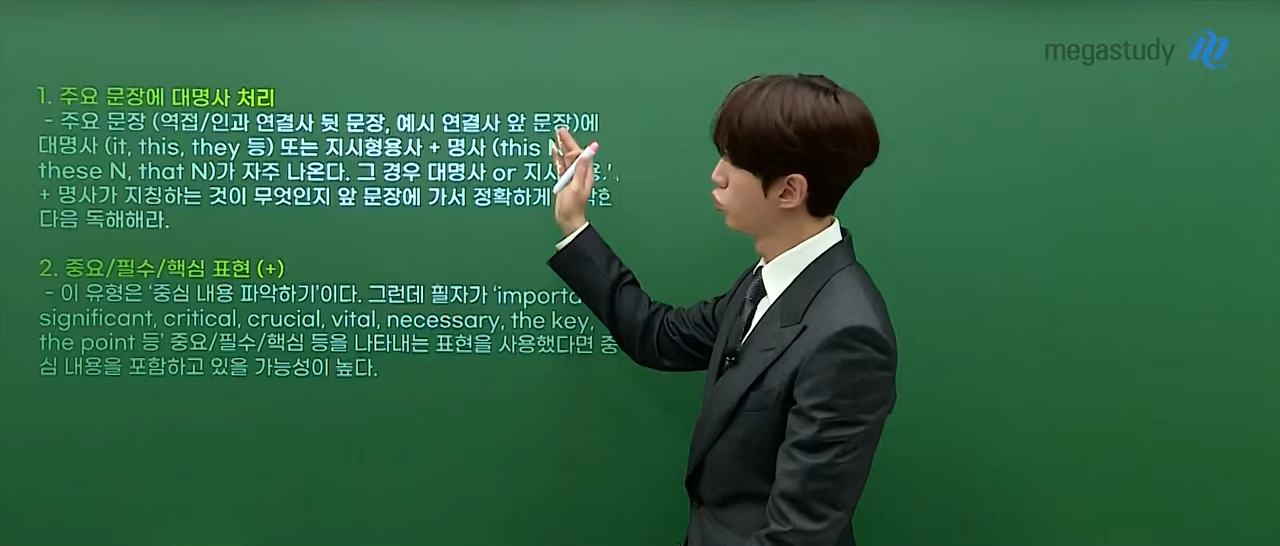 megastudy
1. 주요 문장에 대명사 처리
- 주요 문장 (역접/인과 연결사 뒷 문장, 예시 연결사 앞 문장)에
대명사 (it, this, they 등) 또는 지시형용사 + 명사 (this N
these N, that N)가 자주 나온다. 그 경우 대명사 or
+ 명사가 지칭하는 것이 무엇인지 앞 문장에 가서 정확하게
다음 독해해라.
2. 중요/필수/핵심 표현 (+)
- 이 유형은 ‘중심 내용 파악하기’이다. 그런데 필자가
significant, critical, crucial, vital, necessary, the key,
the point 등’ 중요/필수/핵심 등을 나타내는 표현을 사용했다면 중
심 내용을 포함하고 있을 가능성이 높다.